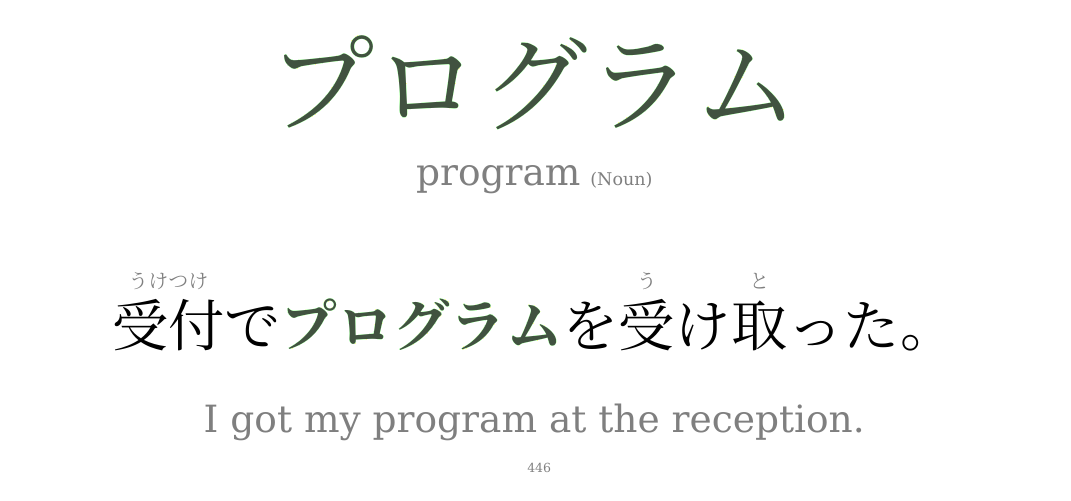 プログラム
program (Noun)
うけつけ う と
受付でプログラムを受け取った。
I got my program at the reception.
446